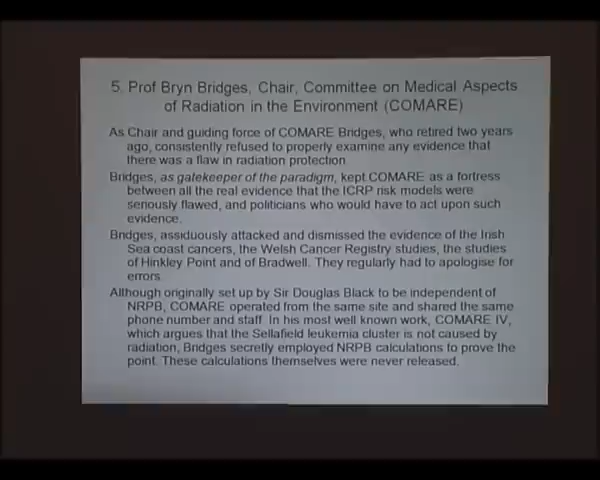 5. Prof Bryn Bridges, Chair, Committee on Medical Aspects
of Radiation in the Environment (COMARE)
As Chair and guiding force of COMARE Bridges, who retired two years
ago, consistently refused to properly examine any evidence that
there was a flaw in radiation protection
Bridges, as gatekeeper of the paradigm, kept COMARE as a fortress
between all the real evidence that the ICRP risk models were
seriously flawed, and politicians who would have to act upon such
evidence.
Bridges, assiduously attacked and dismissed the evidence of the Irish
Sea coast cancers, the Welsh Cancer Registry studies, the studies
of Hinkley Point and of Bradwell. They regularly had to apologise for
errors.
Although originally set up by Sir Douglas Black to be independent of
NRPB, COMARE operated from the same site and shared the same
phone number and staff. In his most well known work, COMARE IV,
which argues that the Sellafield leukemia cluster is not caused by
radiation, Bridges secretly employed NRPB calculations to prove the
point. These calculations themselves were never released.